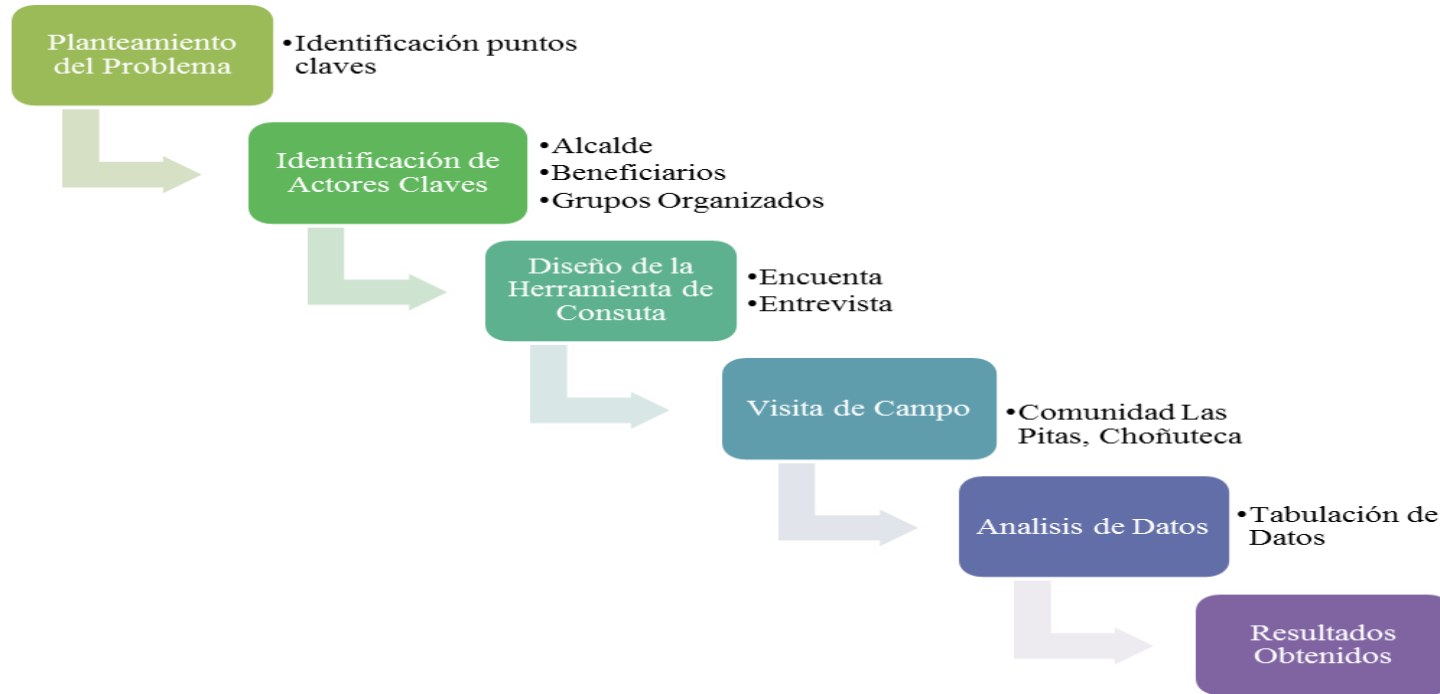 Planteamiento
del Problema
•Identificación puntos
claves
Identificación de
Actores Claves
•Alcalde
•Beneficiarios
•Grupos Organizados
Diseño de la
Herramienta de
Consuta
•Encuenta
•Entrevista
Visita de Campo
•Comunidad Las
Pitas, Choñuteca
Analisis de Datos
•Tabulación de
Datos
Resultados
Obtenidos